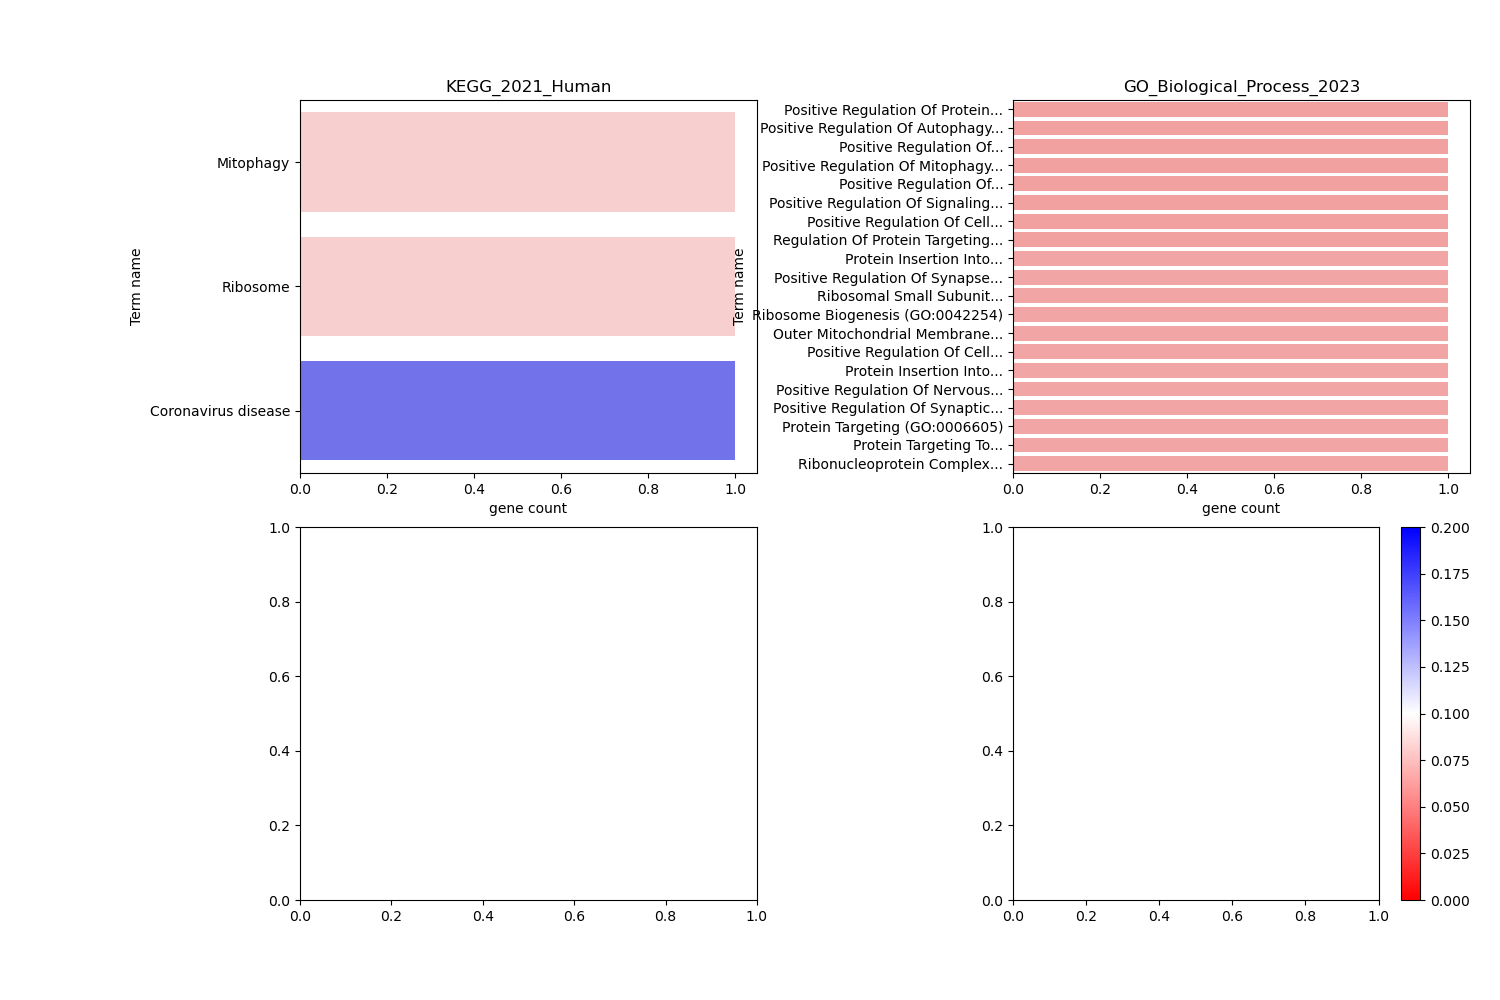 KEGG_2021_Human
Term name
Mitophagy
Ribosome
Coronavirus disease
0.0 0.2 0.4 0.6 0.8 1.0
gene count
GO_Biological_Process_2023
Term name
Positive Regulation Of Protein...
Positive Regulation Of Autophagy...
Positive Regulation Of...
Positive Regulation Of Mitophagy...
Positive Regulation Of...
Positive Regulation Of Signaling...
Positive Regulation Of Cell...
Regulation Of Protein Targeting...
Protein Insertion Into...
Positive Regulation Of Synapse...
Ribosomal Small Subunit...
Ribosome Biogenesis (GO:0042254)
Outer Mitochondrial Membrane...
Positive Regulation Of Cell...
Protein Insertion Into...
Positive Regulation Of Nervous...
Positive Regulation Of Synaptic...
Protein Targeting (GO:0006605)
Protein Targeting To...
Ribonucleoprotein Complex...
0.0 0.2 0.4 0.6 0.8 1.0
gene count
1.0
0.8
0.6
0.4
0.2
0.0
0.0 0.2 0.4 0.6 0.8 1.0
1.0
0.8
0.6
0.4
0.2
0.0
0.0 0.2 0.4 0.6 0.8 1.0
0.200
0.175
0.150
0.125
0.100
0.075
0.050
0.025
0.000